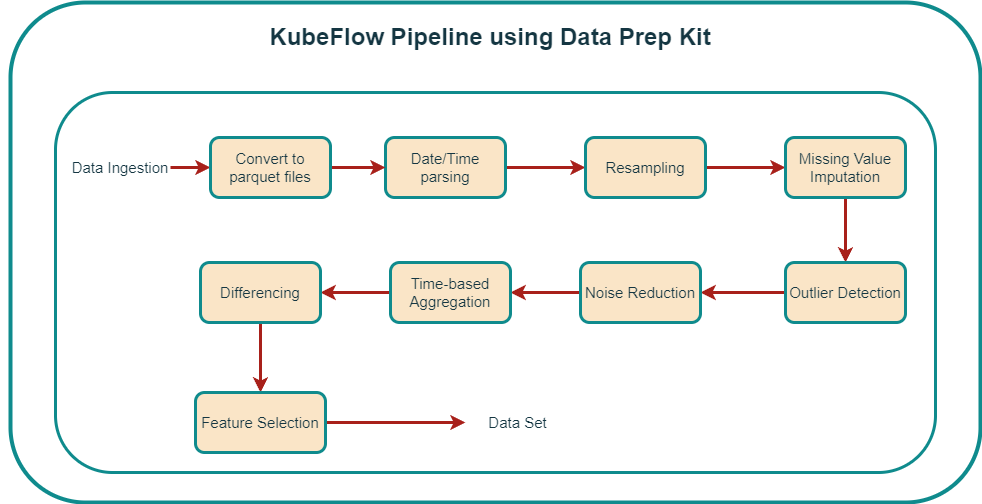 KubeFlow Pipeline using Data Prep Kit
Data Ingestion
Convert to
parquet files
Date/Time
parsing
Resampling
Missing Value
Imputation
Outlier Detection
Noise Reduction
Time-based
Aggregation
Differencing
Feature Selection
Data Set